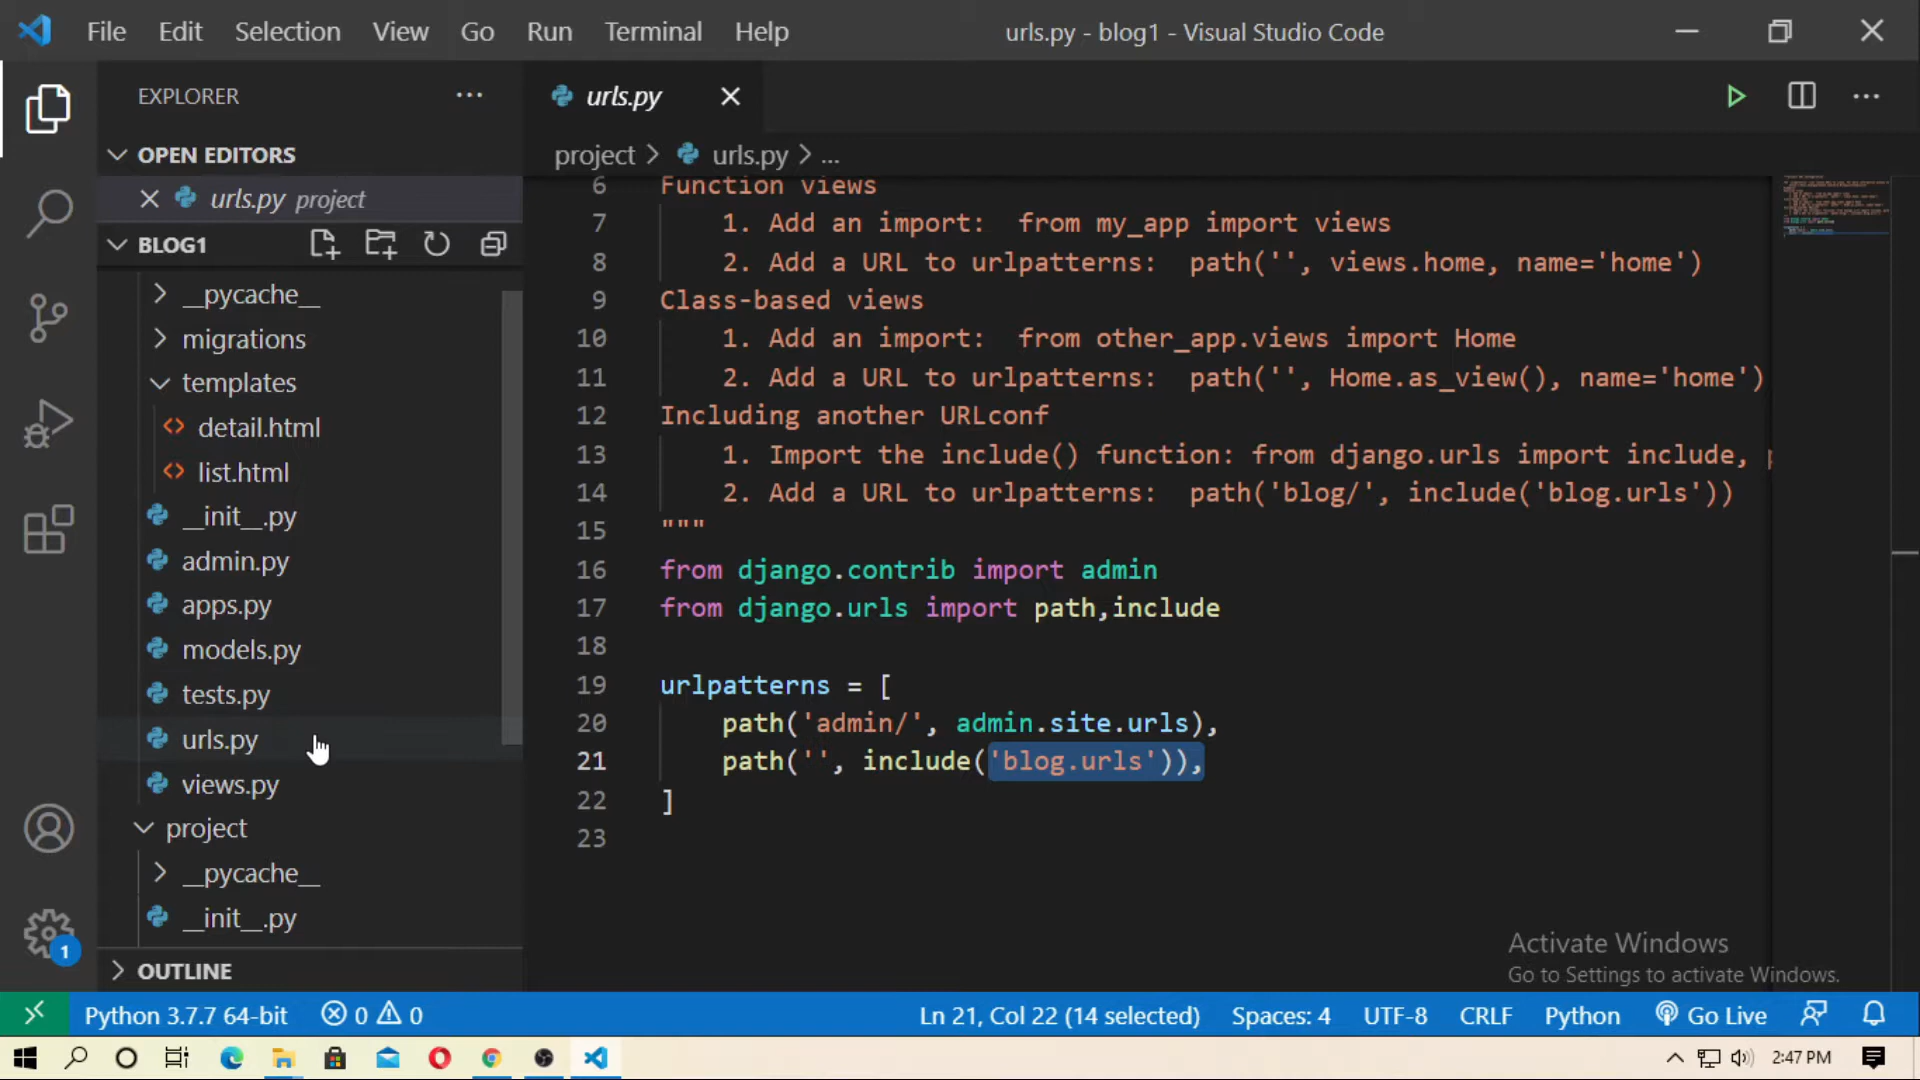 File Edit Selection View Go Run Terminal Help urls.py - blog1 - Visual Studio Code
EXPLORER
OPEN EDITORS
urls.py project
BLOG1
__pycache__
migrations
templates
detail.html
list.html
__init__.py
admin.py
apps.py
models.py
tests.py
urls.py
views.py
project
__pycache__
__init__.py
OUTLINE
urls.py
project > urls.py > ...
6 Function views
7 1. Add an import:  from my_app import views
8 2. Add a URL to urlpatterns:  path('', views.home, name='home')
9 Class-based views
10 1. Add an import:  from other_app.views import Home
11 2. Add a URL to urlpatterns:  path('', Home.as_view(), name='home')
12 Including another URLconf
13 1. Import the include() function: from django.urls import include,
14 2. Add a URL to urlpatterns:  path('blog/', include('blog.urls'))
15 """
16 from django.contrib import admin
17 from django.urls import path,include
18
19 urlpatterns = [
20 path('admin/', admin.site.urls),
21 path('', include('blog.urls')),
22 ]
23
Activate Windows
Go to Settings to activate Windows.
1
Python 3.7.7 64-bit 0 0 Ln 21, Col 22 (14 selected) Spaces: 4 UTF-8 CRLF Python Go Live
2:47 PM